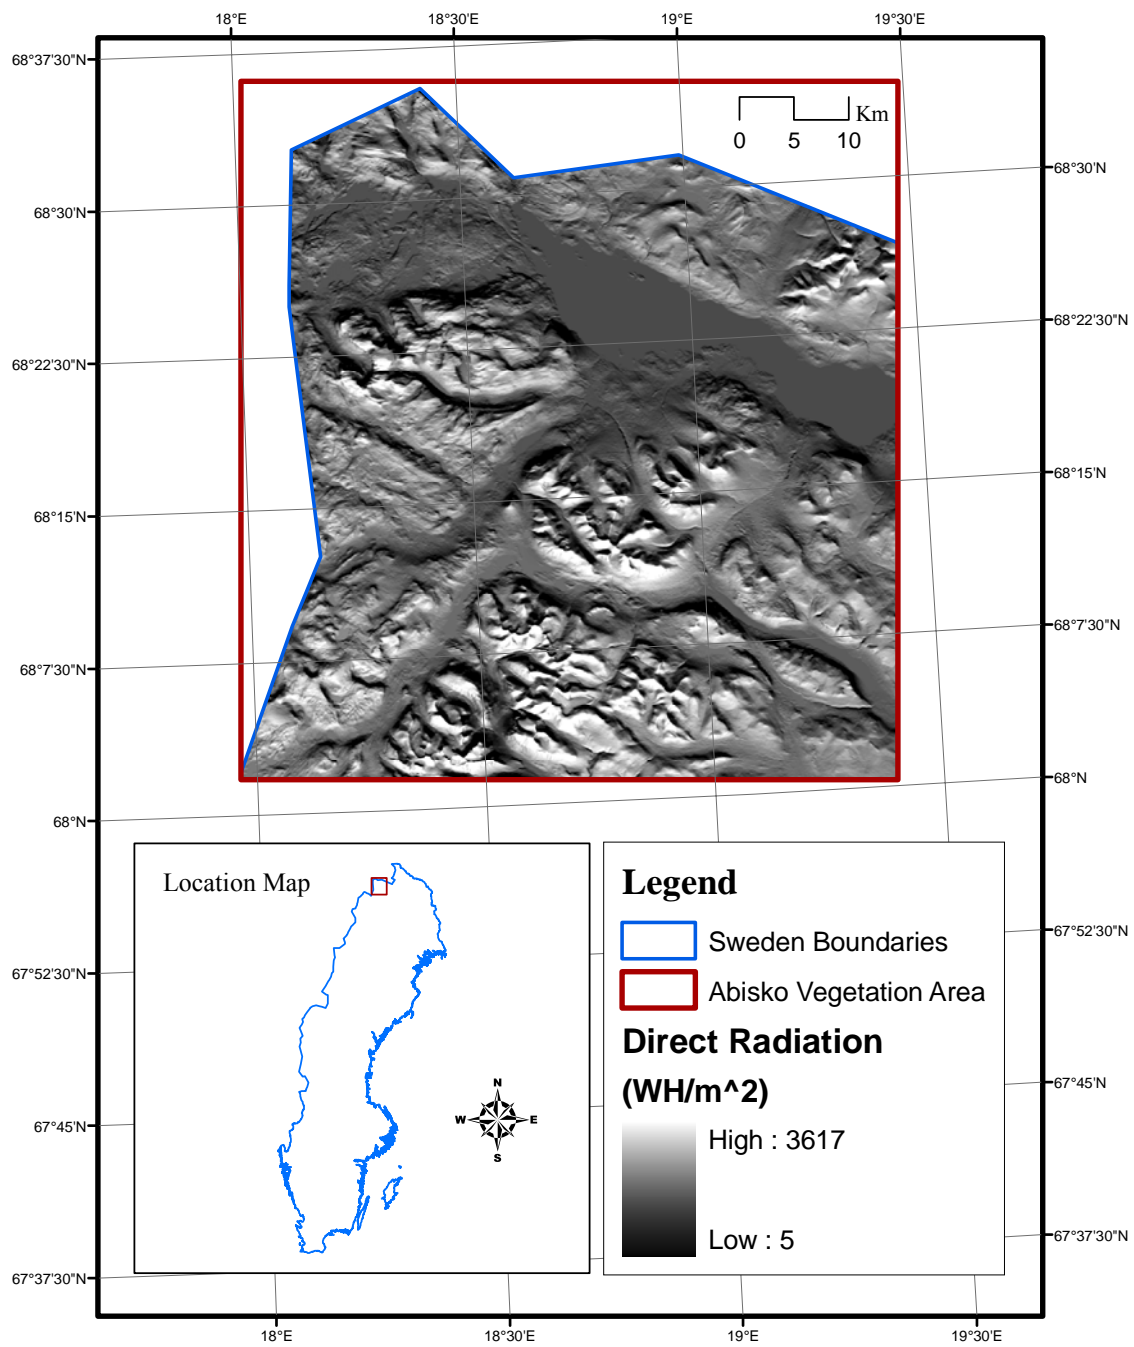 18°E 18°30'E 19°E 19°30'E
68°37'30"N
68°30'N
68°22'30"N
68°15'N
68°7'30"N
68°N
67°52'30"N
67°45'N
67°37'30"N
Km
0 5 10
68°30'N
68°22'30"N
68°15'N
68°7'30"N
68°N
67°52'30"N
67°45'N
67°37'30"N
Location Map
N
W E
S
Legend
Sweden Boundaries
Abisko Vegetation Area
Direct Radiation
(WH/m^2)
High : 3617
Low : 5
18°E 18°30'E 19°E 19°30'E